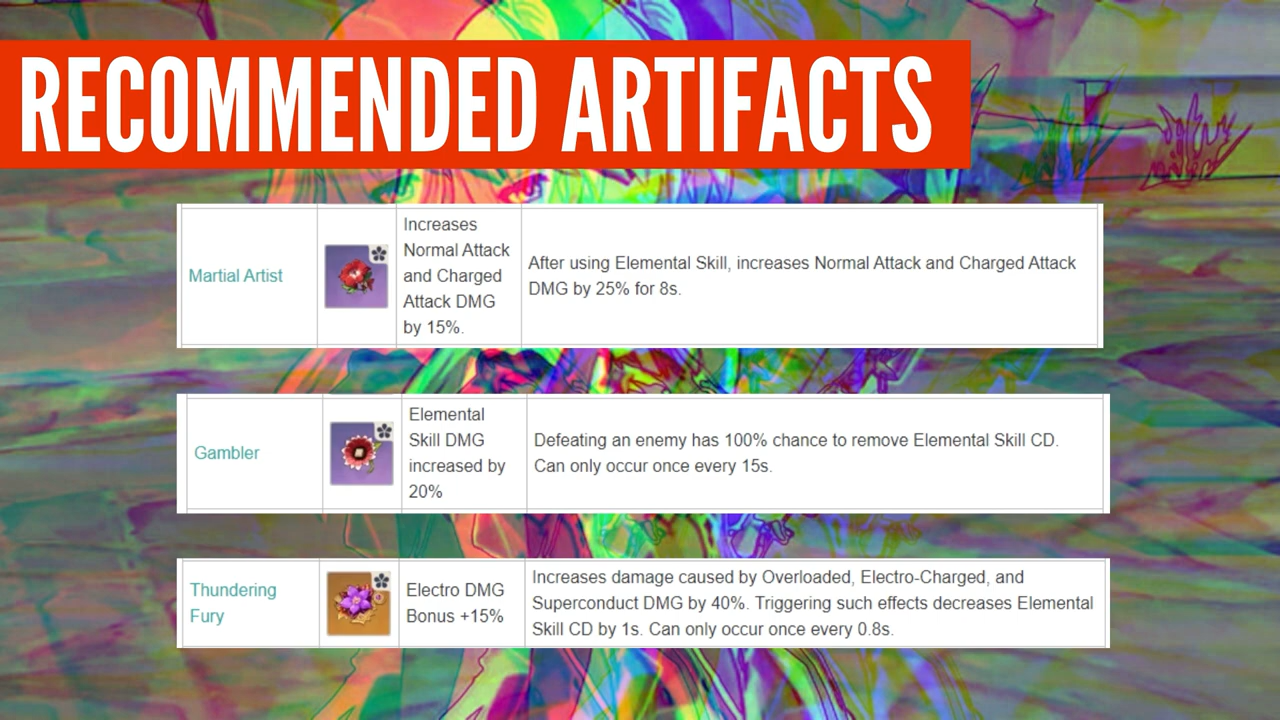 RECOMMENDED ARTIFACTS
Martial Artist
Increases
Normal Attack
and Charged
Attack DMG
by 15%.
After using Elemental Skill, increases Normal Attack and Charged Attack
DMG by 25% for 8s.
Gambler
Elemental
Skill DMG
increased by
20%
Defeating an enemy has 100% chance to remove Elemental Skill CD.
Can only occur once every 15s.
Thundering
Fury
Electro DMG
Bonus +15%
Increases damage caused by Overloaded, Electro-Charged, and
Superconduct DMG by 40%. Triggering such effects decreases Elemental
Skill CD by 1s. Can only occur once every 0.8s.